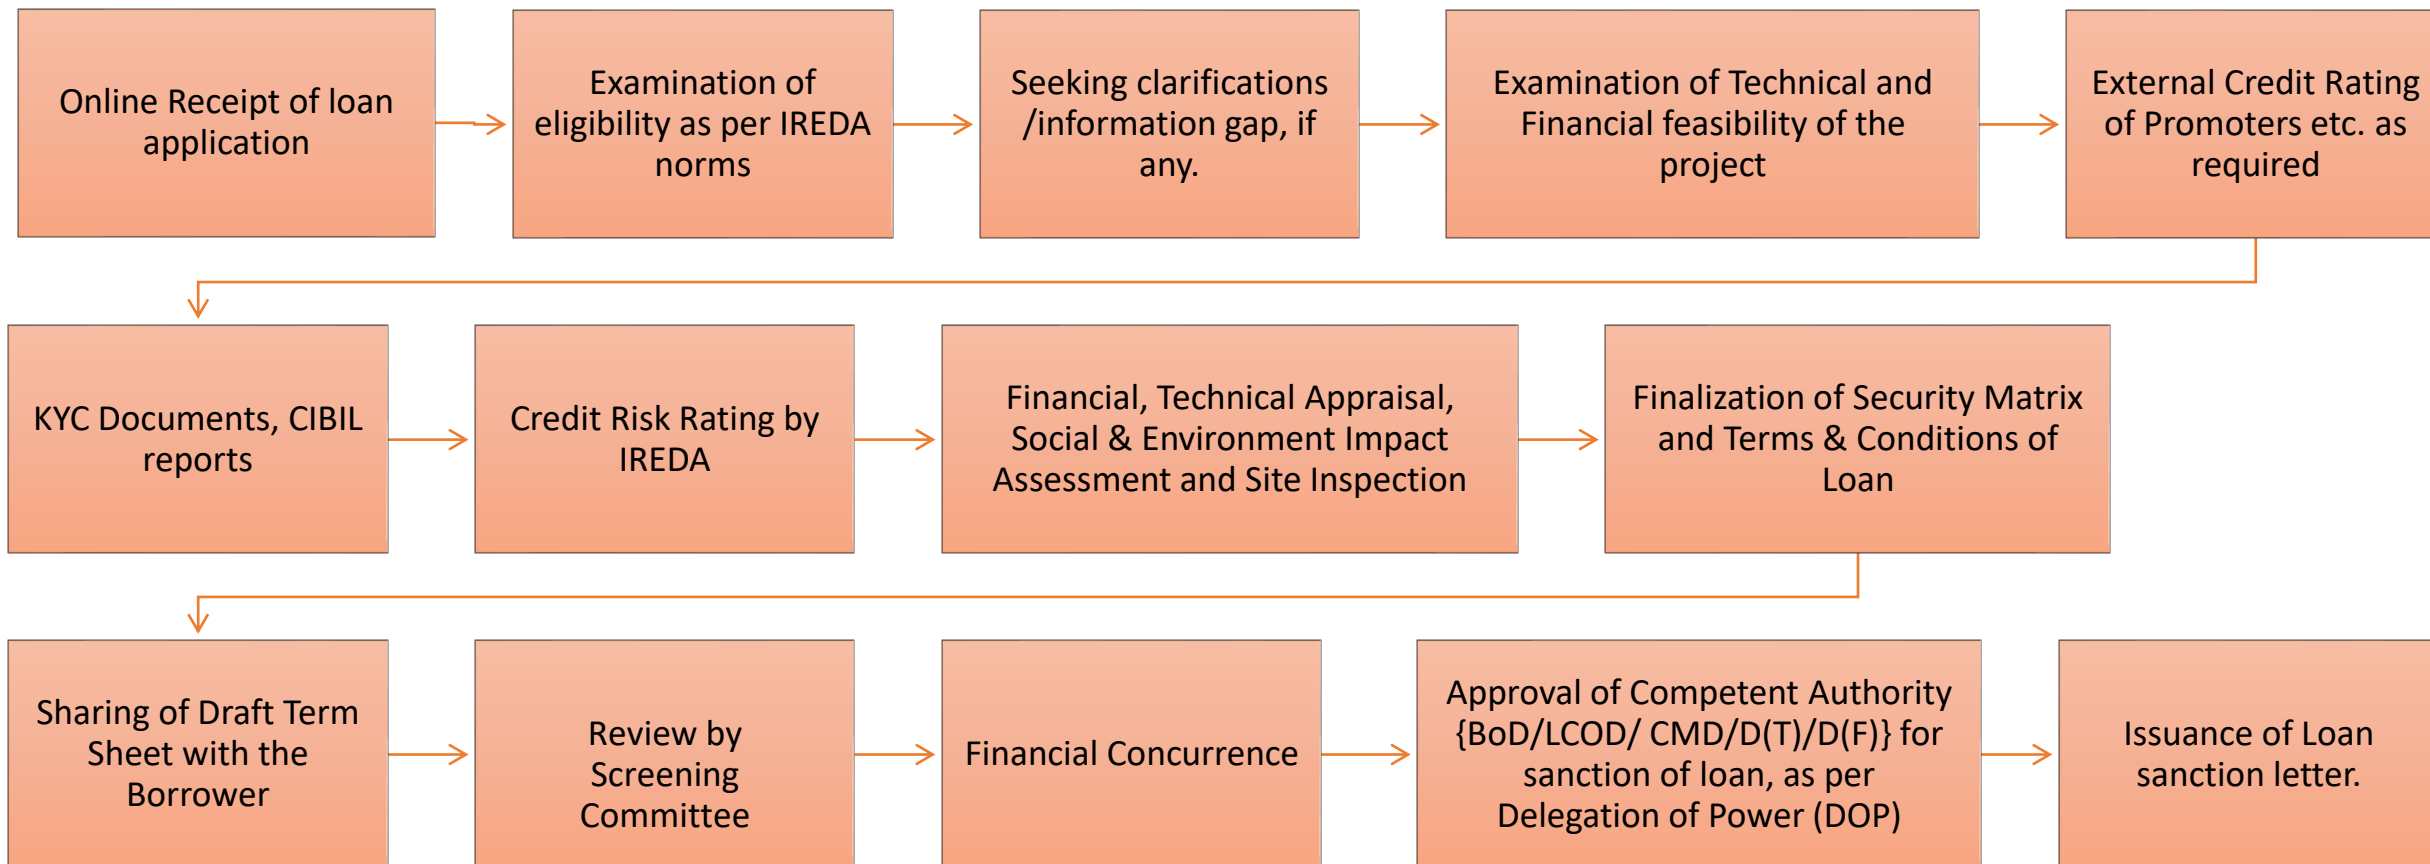 Online Receipt of loan
application
Examination of
eligibility as per IREDA
norms
Seeking clarifications
/information gap, if
any.
Examination of Technical and
Financial feasibility of the
project
External Credit Rating
of Promoters etc. as
required
KYC Documents, CIBIL
reports
Credit Risk Rating by
IREDA
Financial, Technical Appraisal,
Social & Environment Impact
Assessment and Site Inspection
Finalization of Security Matrix
and Terms & Conditions of
Loan
Sharing of Draft Term
Sheet with the
Borrower
Review by
Screening
Committee
Financial Concurrence
Approval of Competent Authority
{BoD/LCOD/ CMD/D(T)/D(F)} for
sanction of loan, as per
Delegation of Power (DOP)
Issuance of Loan
sanction letter.